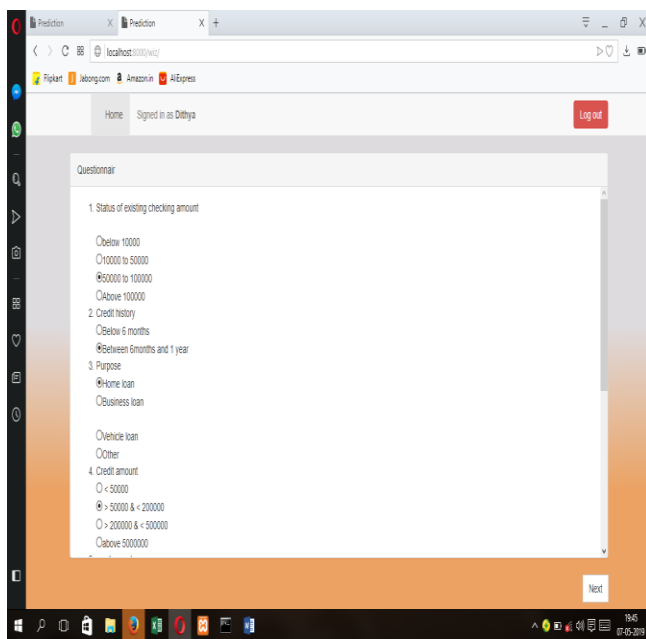 Prediction
Prediction
localhost:8000/wiz/
Flipkart Jabong.com Amazon.in AliExpress
Home Signed in as Dithya Log out
Questionnair
1. Status of existing checking amount
below 10000
10000 to 50000
50000 to 100000
Above 100000
2. Credit history
Below 6 months
Between 6months and 1 year
3. Purpose
Home loan
Business loan
Vehicle loan
Other
4. Credit amount
< 50000
> 50000 & < 200000
> 200000 & < 500000
above 5000000
Next
19:45
07-05-2019